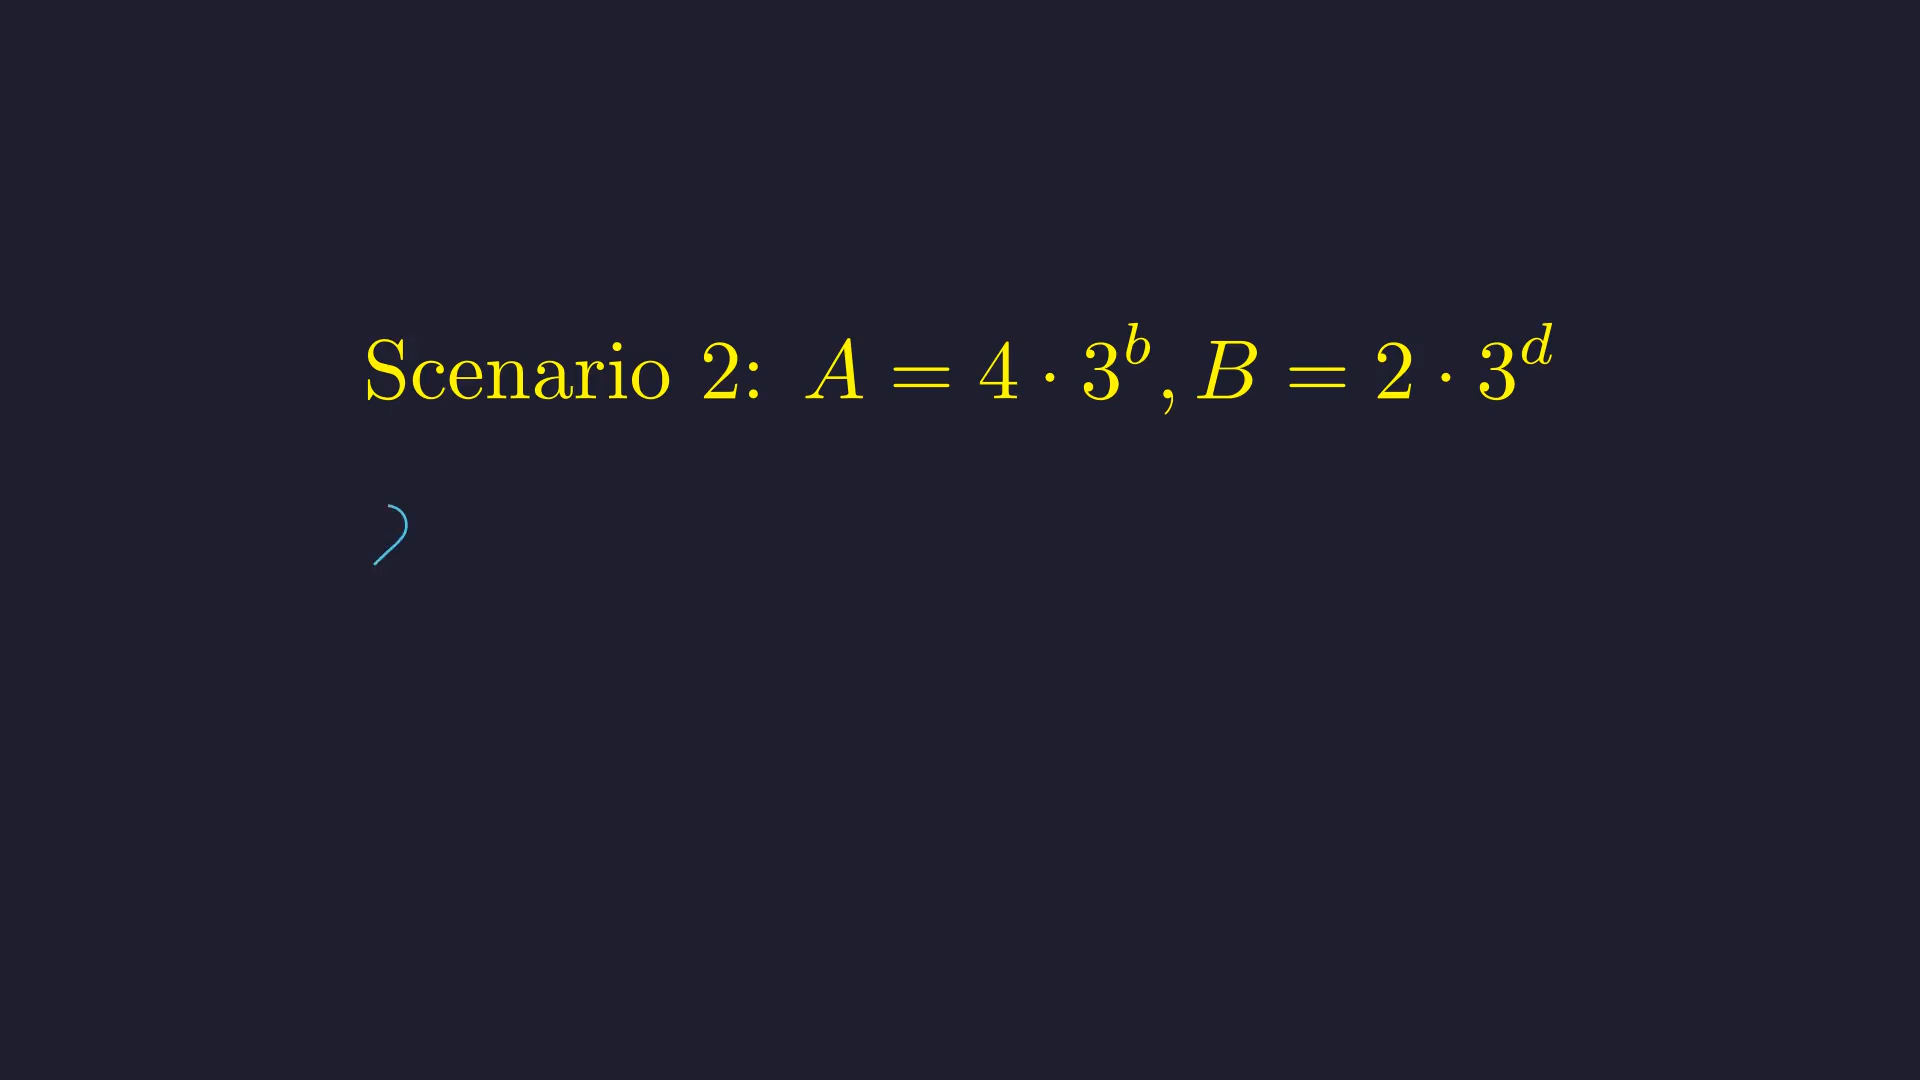 Scenario 2: A = 4 · 3^b, B = 2 · 3^d